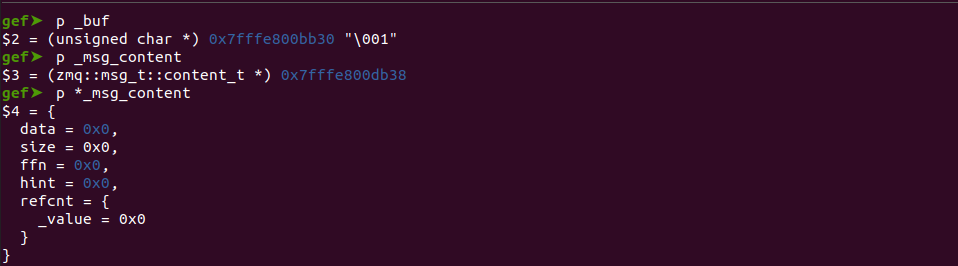 gef➤ p _buf
$2 = (unsigned char *) 0x7fffe800bb30 "\001"
gef➤ p _msg_content
$3 = (zmq::msg_t::content_t *) 0x7fffe800db38
gef➤ p *_msg_content
$4 = {
  data = 0x0,
  size = 0x0,
  ffn = 0x0,
  hint = 0x0,
  refcnt = {
    _value = 0x0
  }
}